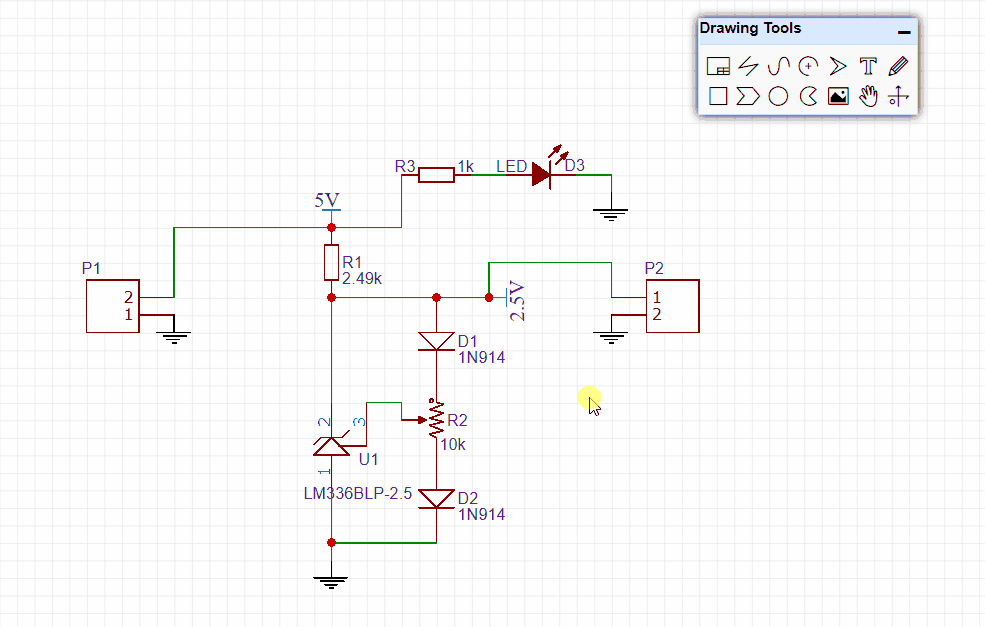 Drawing Tools
R3 1k LED D3
5V
P1
2
1
R1
2.49k
2.5V
P2
1
2
D1
1N914
2 3
R2
10k
U1
1
LM336BLP-2.5
D2
1N914